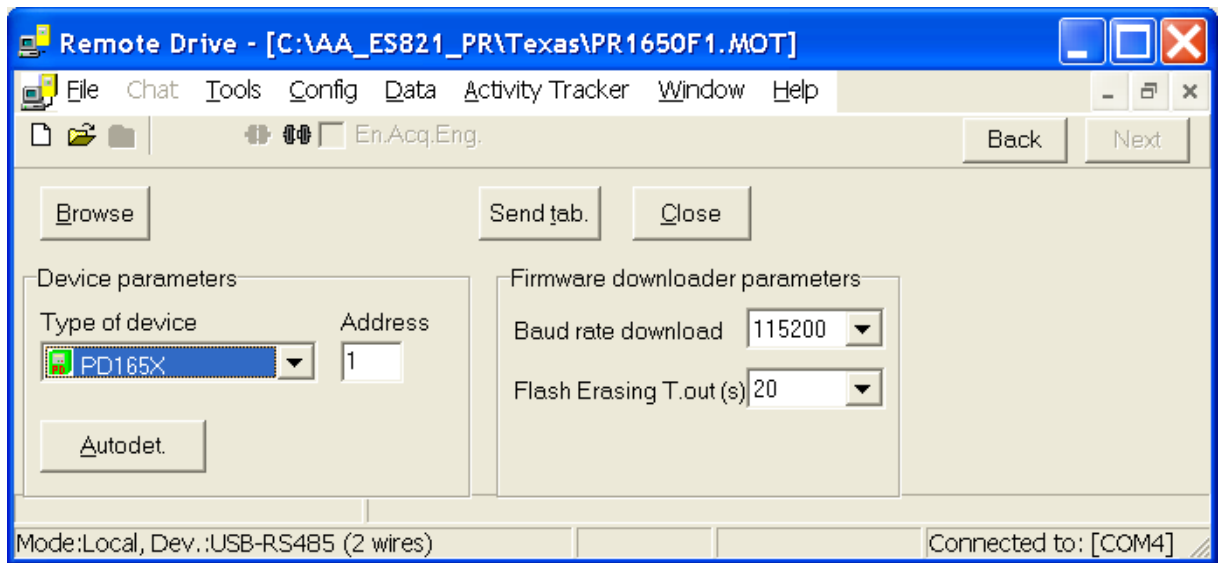 Remote Drive - [C:\AA_ES821_PR\Texas\PR1650F1.MOT]
File Chat Tools Config Data Activity Tracker Window Help
En.Acq.Eng. Back Next
Browse Send tab. Close
Device parameters
Type of device Address
PD165X 1
Autodet.
Firmware downloader parameters
Baud rate download 115200
Flash Erasing T.out (s) 20
Mode:Local, Dev.:USB-RS485 (2 wires) Connected to: [COM4]